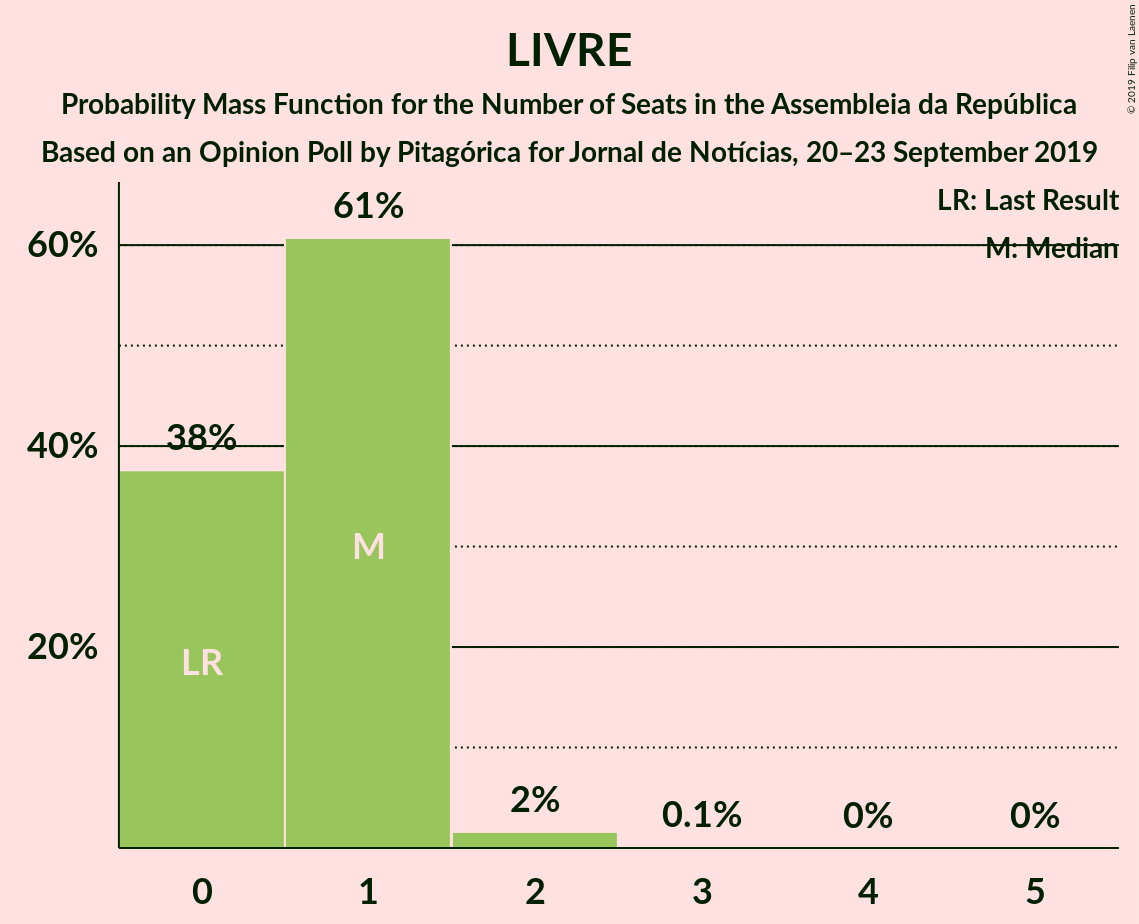 LIVRE
Probability Mass Function for the Number of Seats in the Assembleia da República
Based on an Opinion Poll by Pitagórica for Jornal de Notícias, 20–23 September 2019
© 2019 Filip van Laenen
LR: Last Result
M: Median
61%
60%
38%
40%
M
LR
20%
2%
0.1%
0%
0%
0
1
2
3
4
5